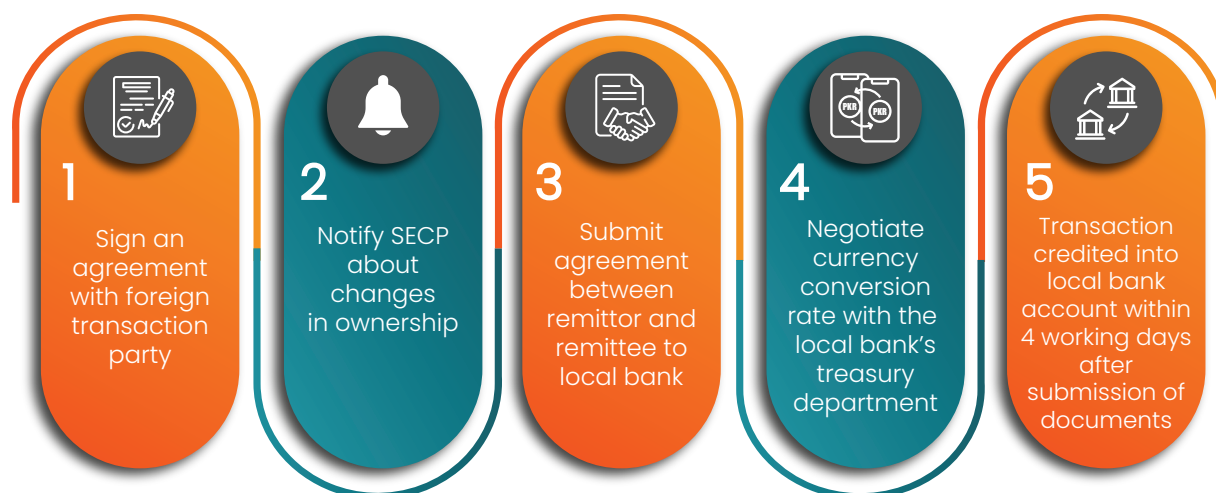 1
Sign an
agreement
with foreign
transaction
party
2
Notify SECP
about
changes
in ownership
3
Submit
agreement
between
remittor and
remittee to
local bank
PKR
PKR
4
Negotiate
currency
conversion
rate with the
local bank’s
treasury
department
5
Transaction
credited into
local bank
account within
4 working days
after
submission of
documents